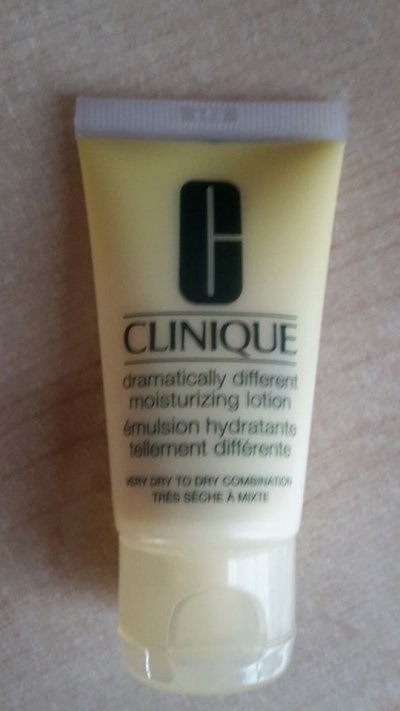 CLINIQUE
dramatically different
moisturizing lotion
émulsion hydratante
tellement différente
VERY DRY TO DRY COMBINATION
TRÈS SÈCHE À MIXTE